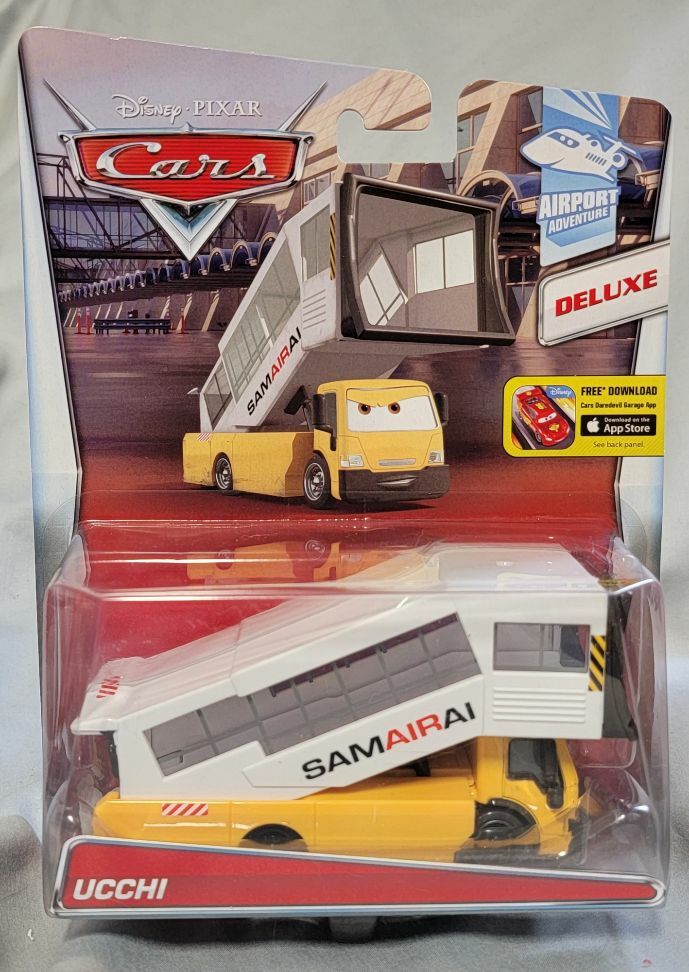 DISNEY · PIXAR
Cars
AIRPORT
ADVENTURE
DELUXE
SAMAIRAI
Disney
FREE* DOWNLOAD
Cars Daredevil Garage App
Download on the
App Store
See back panel.
SAMAIRAI
UCCHI